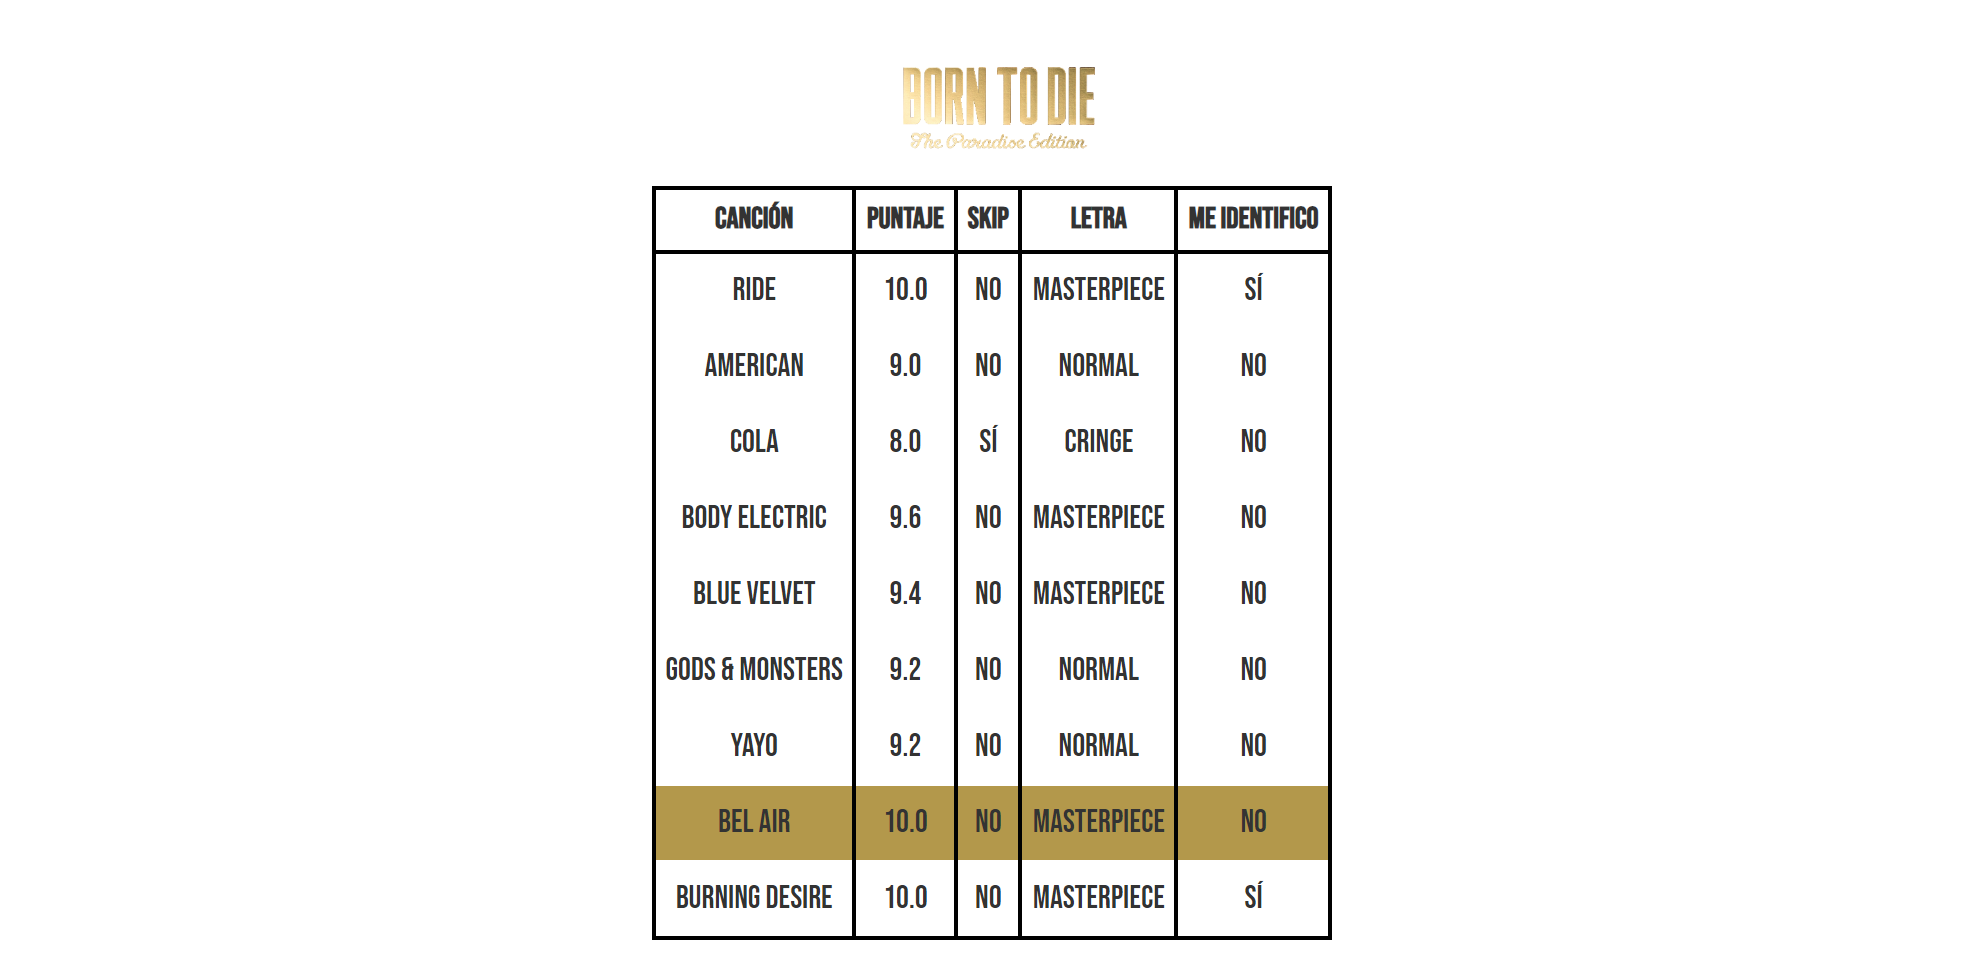 BORN TO DIE
The Paradise Edition
CANCIÓN PUNTAJE SKIP LETRA ME IDENTIFICO
RIDE 10.0 NO MASTERPIECE SÍ
AMERICAN 9.0 NO NORMAL NO
COLA 8.0 SÍ CRINGE NO
BODY ELECTRIC 9.6 NO MASTERPIECE NO
BLUE VELVET 9.4 NO MASTERPIECE NO
GODS & MONSTERS 9.2 NO NORMAL NO
YAYO 9.2 NO NORMAL NO
BEL AIR 10.0 NO MASTERPIECE NO
BURNING DESIRE 10.0 NO MASTERPIECE SÍ